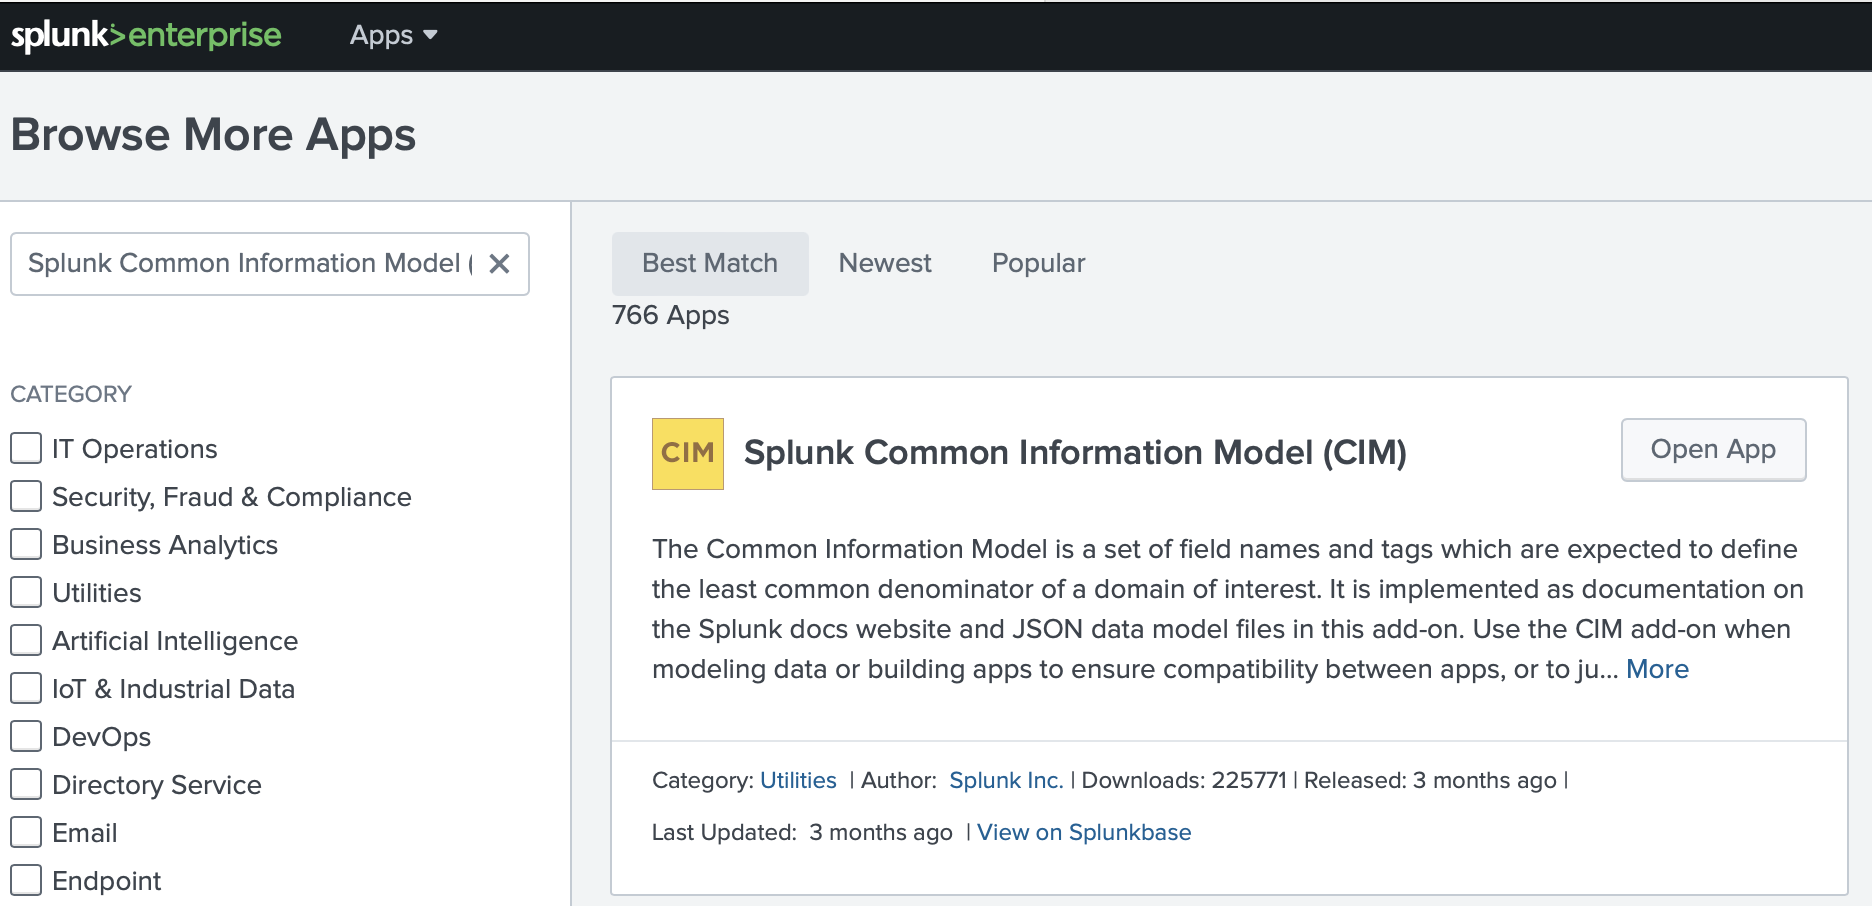 splunk>enterprise Apps
Browse More Apps
Splunk Common Information Model (
Best Match Newest Popular
766 Apps
CATEGORY
IT Operations
Security, Fraud & Compliance
Business Analytics
Utilities
Artificial Intelligence
IoT & Industrial Data
DevOps
Directory Service
Email
Endpoint
CIM Splunk Common Information Model (CIM) Open App
The Common Information Model is a set of field names and tags which are expected to define
the least common denominator of a domain of interest. It is implemented as documentation on
the Splunk docs website and JSON data model files in this add-on. Use the CIM add-on when
modeling data or building apps to ensure compatibility between apps, or to ju... More
Category: Utilities | Author: Splunk Inc. | Downloads: 225771 | Released: 3 months ago |
Last Updated: 3 months ago | View on Splunkbase